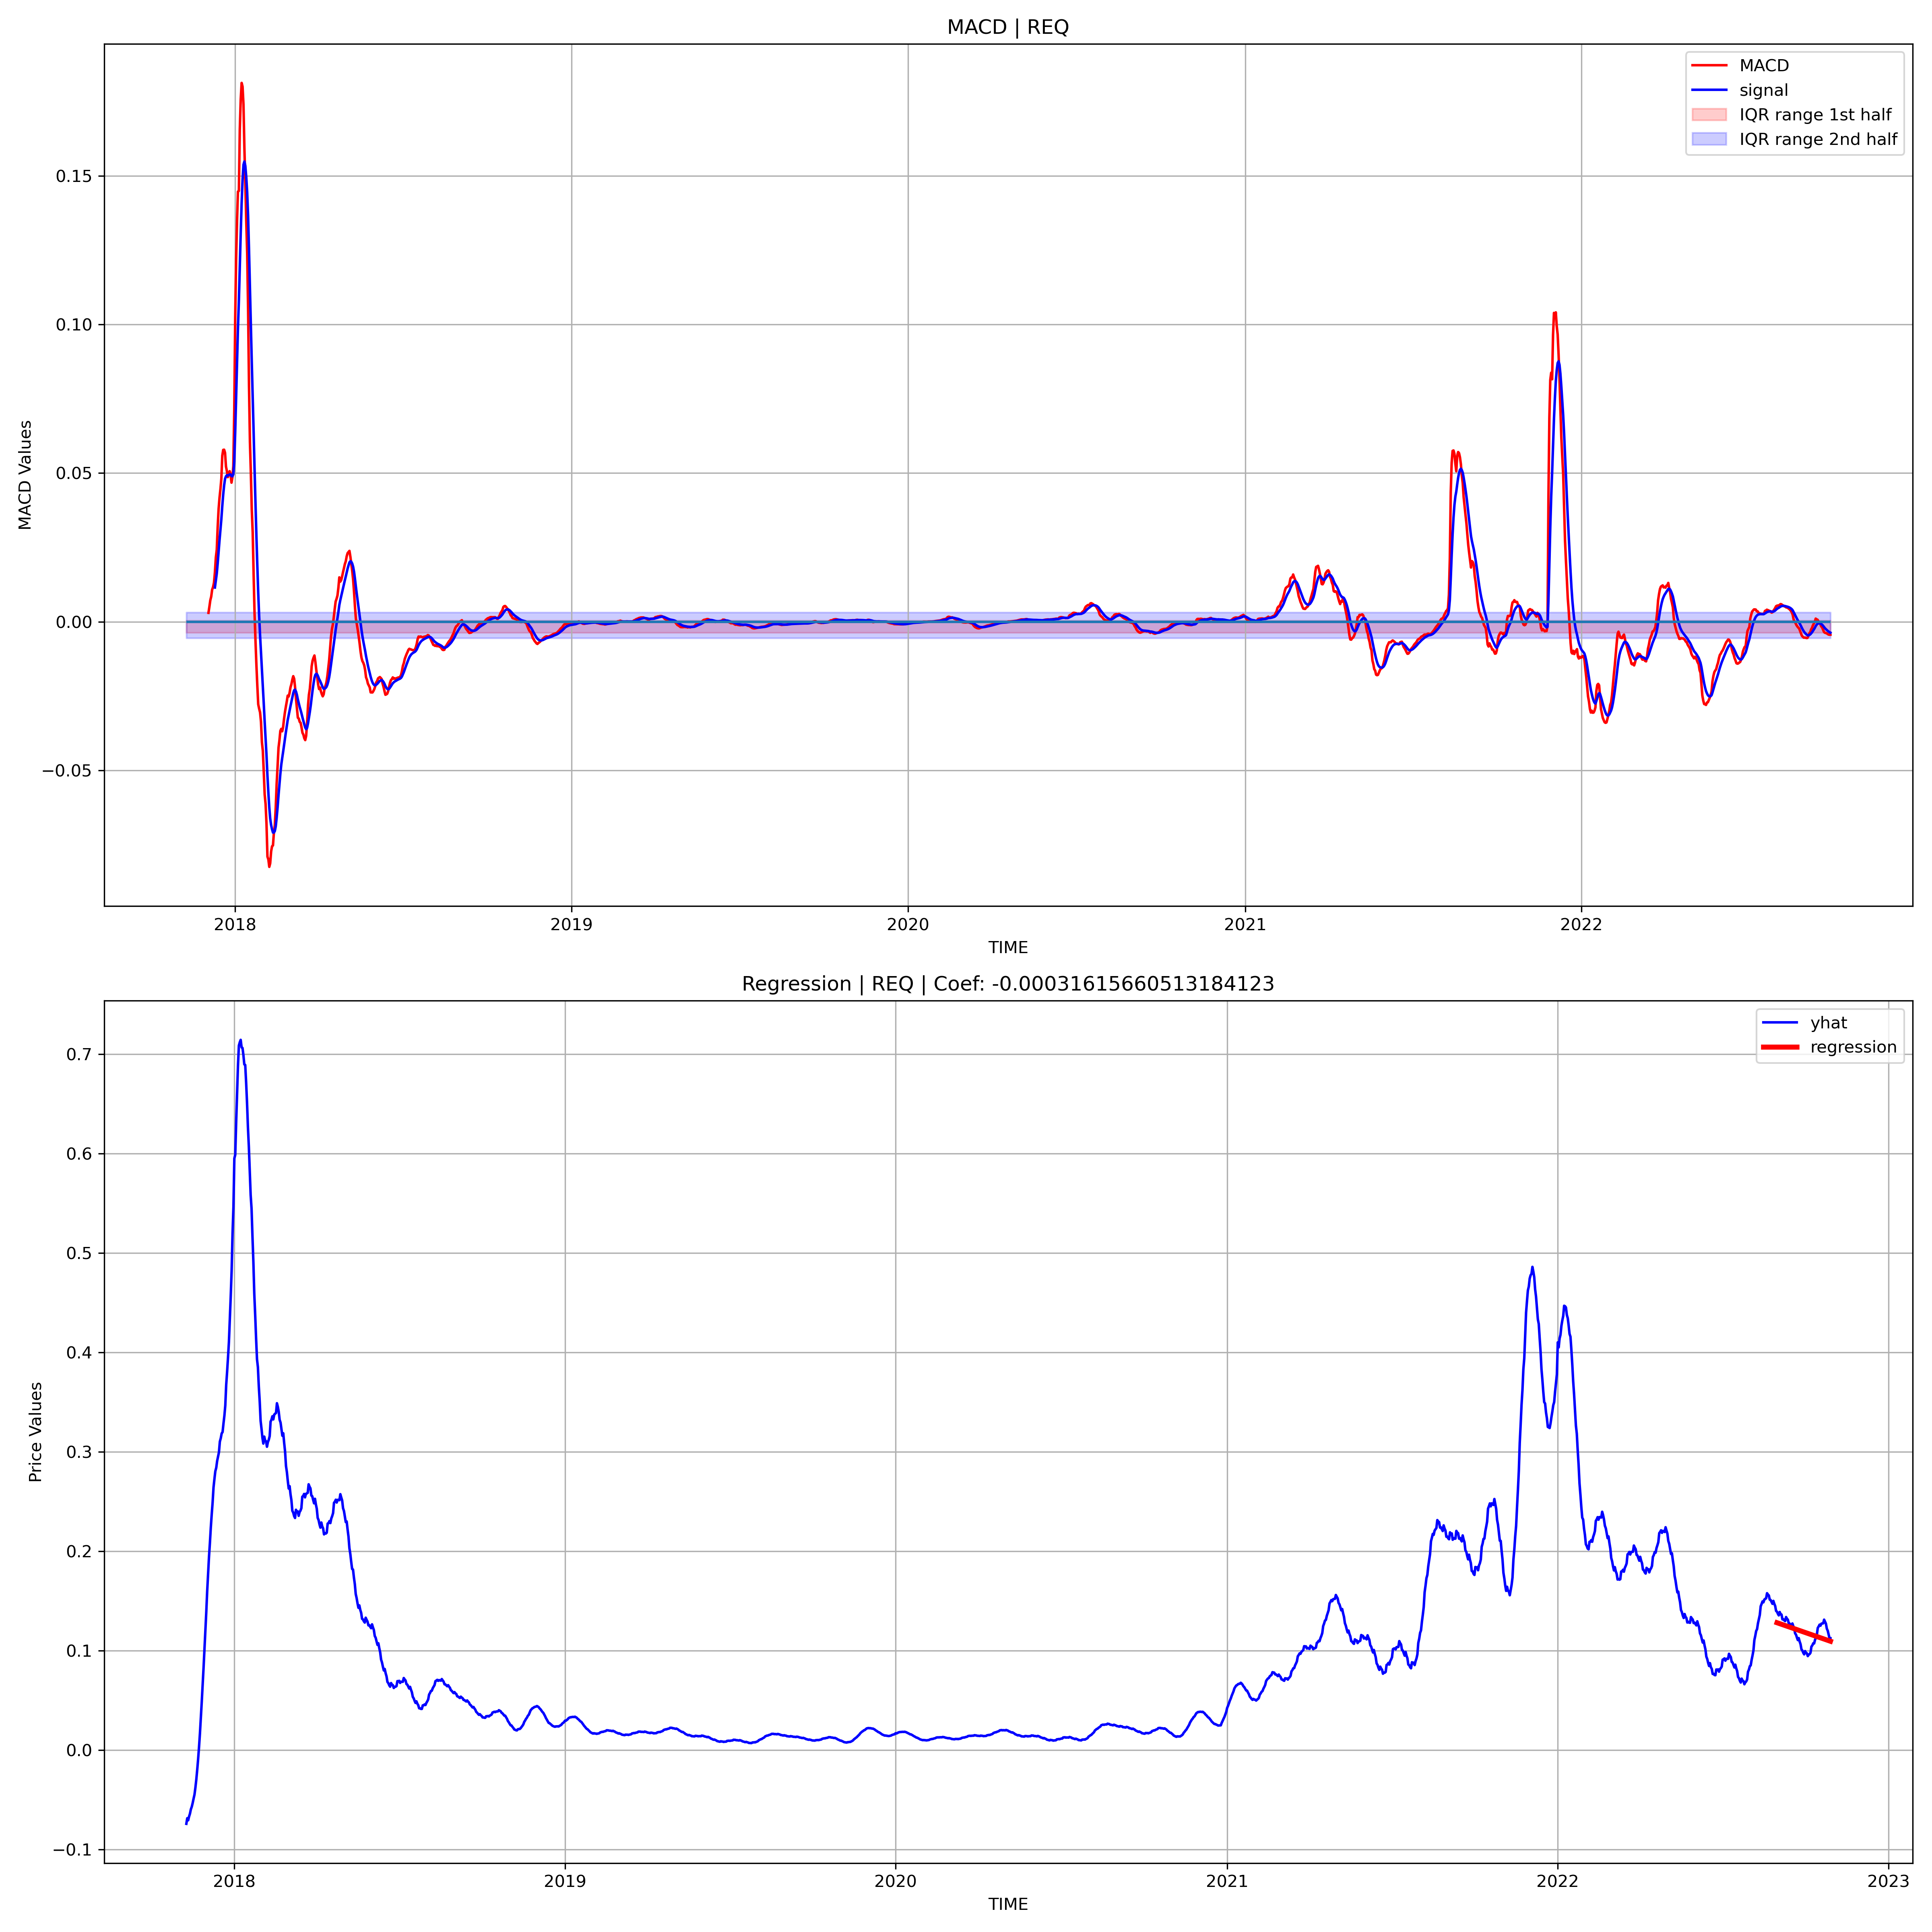 MACD | REQ
MACD
signal
IQR range 1st half
IQR range 2nd half
0.15
0.10
0.05
0.00
−0.05
MACD Values
2018 2019 2020 2021 2022
TIME
Regression | REQ | Coef: -0.00031615660513184123
yhat
regression
0.7
0.6
0.5
0.4
0.3
0.2
0.1
0.0
−0.1
Price Values
2018 2019 2020 2021 2022 2023
TIME